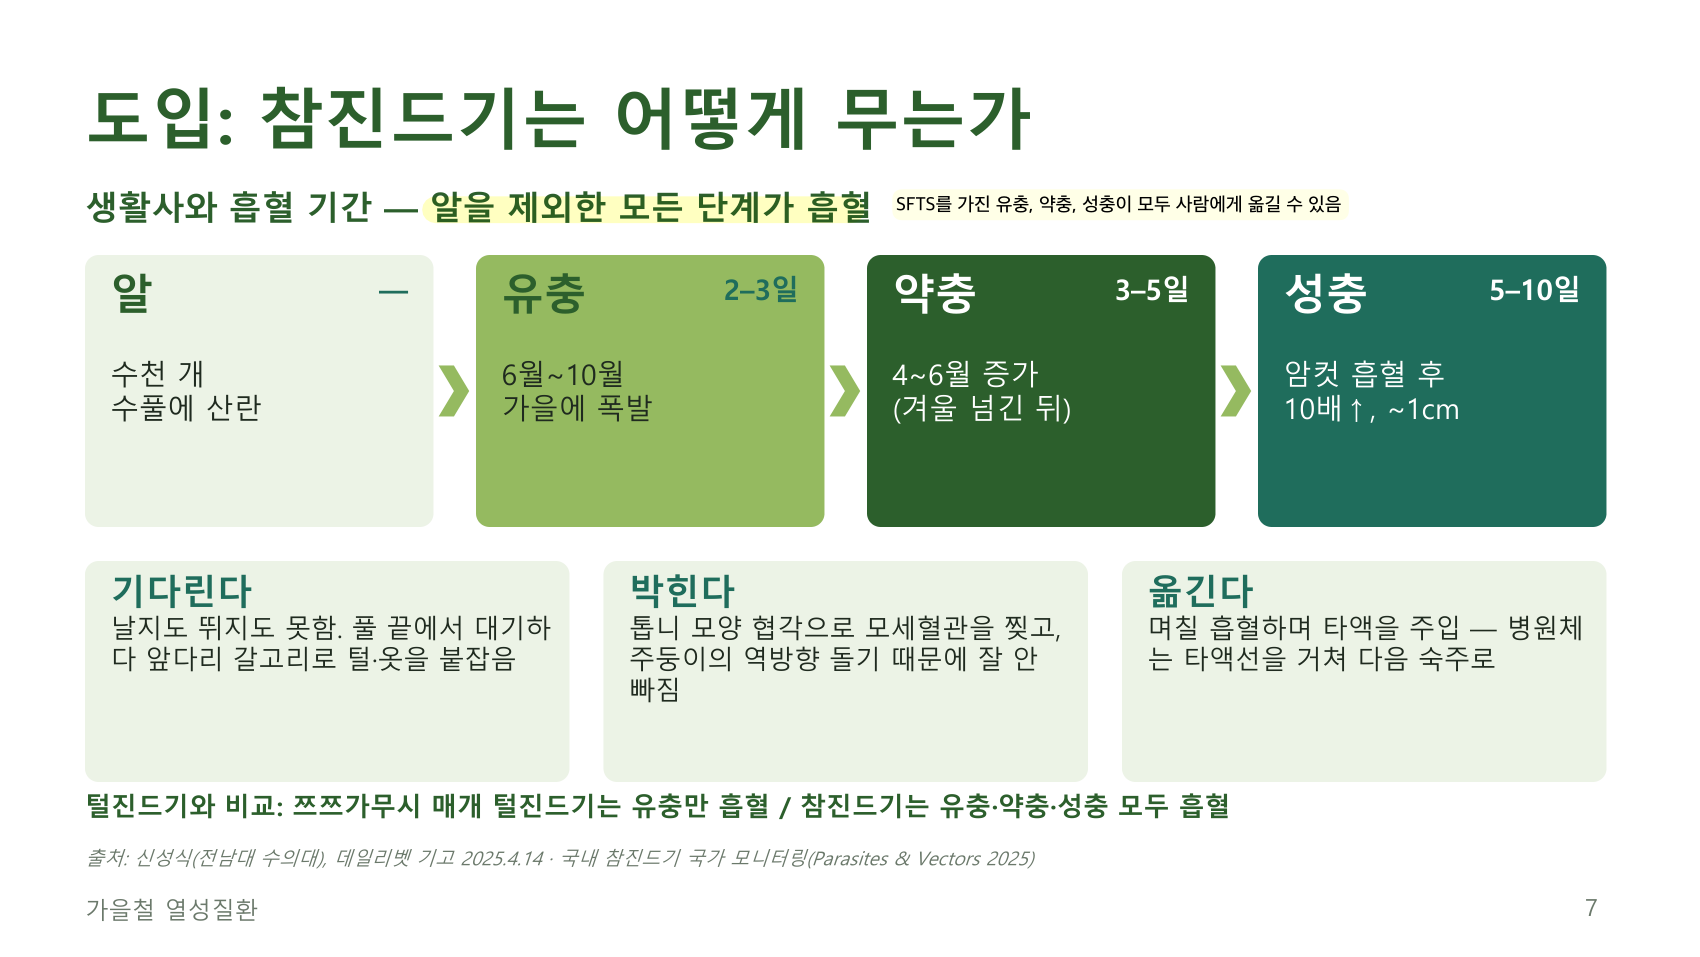 도입: 참진드기는 어떻게 무는가
생활사와 흡혈 기간 — 알을 제외한 모든 단계가 흡혈
SFTS를 가진 유충, 약충, 성충이 모두 사람에게 옮길 수 있음
알
—
수천 개
수풀에 산란
유충
2–3일
6월~10월
가을에 폭발
약충
3–5일
4~6월 증가
(겨울 넘긴 뒤)
성충
5–10일
암컷 흡혈 후
10배↑, ~1cm
기다린다
날지도 뛰지도 못함. 풀 끝에서 대기하
다 앞다리 갈고리로 털·옷을 붙잡음
박힌다
톱니 모양 협각으로 모세혈관을 찢고,
주둥이의 역방향 돌기 때문에 잘 안
빠짐
옮긴다
며칠 흡혈하며 타액을 주입 — 병원체
는 타액선을 거쳐 다음 숙주로
털진드기와 비교: 쯔쯔가무시 매개 털진드기는 유충만 흡혈 / 참진드기는 유충·약충·성충 모두 흡혈
출처: 신성식(전남대 수의대), 데일리벳 기고 2025.4.14 · 국내 참진드기 국가 모니터링(Parasites & Vectors 2025)
가을철 열성질환
7